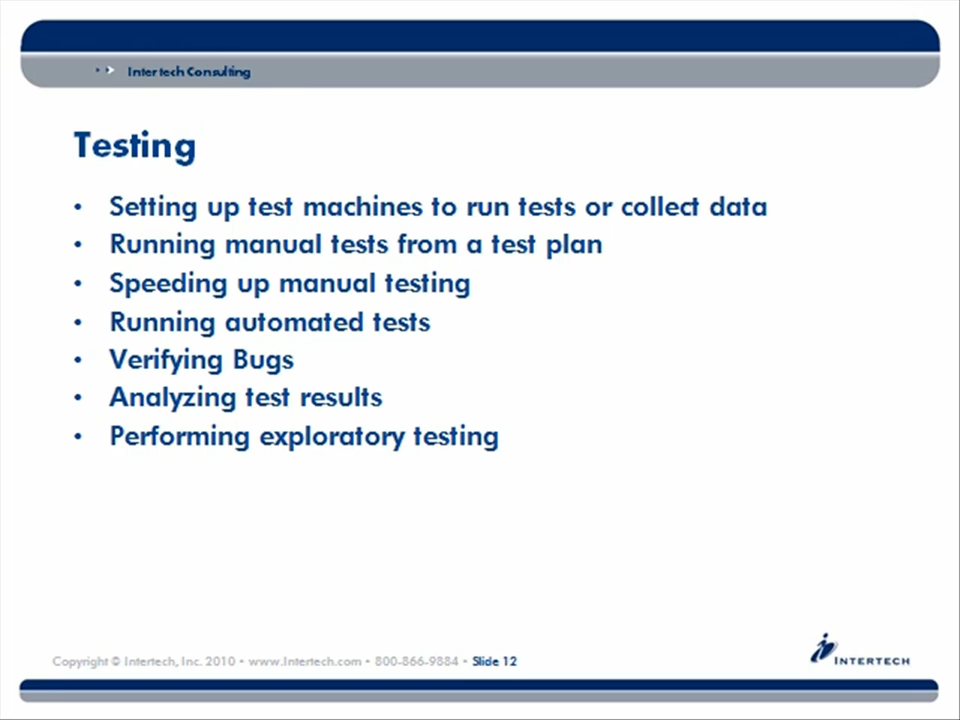 Intertech Consulting
Testing
• Setting up test machines to run tests or collect data
• Running manual tests from a test plan
• Speeding up manual testing
• Running automated tests
• Verifying Bugs
• Analyzing test results
• Performing exploratory testing
Copyright © Intertech, Inc. 2010 • www.Intertech.com • 800-866-9884 • Slide 12
INTERTECH